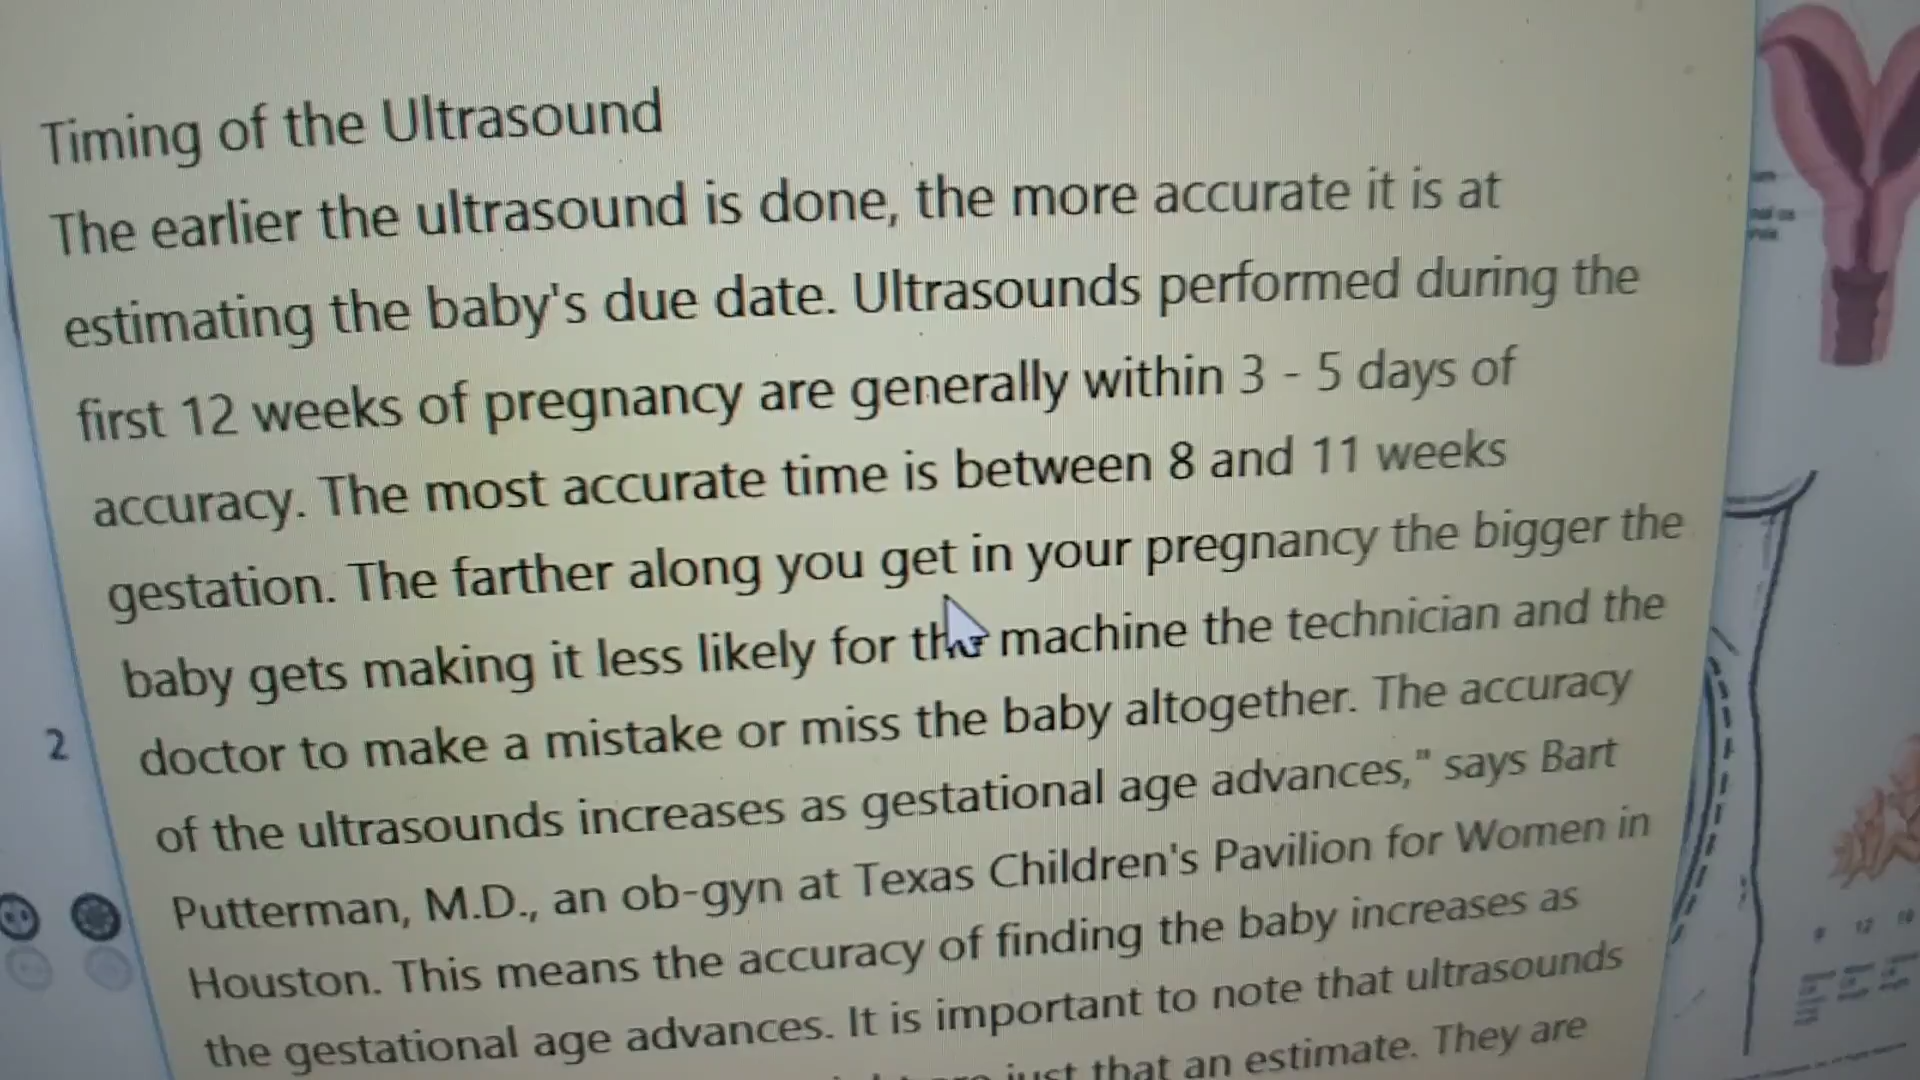 Timing of the Ultrasound
The earlier the ultrasound is done, the more accurate it is at
estimating the baby's due date. Ultrasounds performed during the
first 12 weeks of pregnancy are generally within 3 - 5 days of
accuracy. The most accurate time is between 8 and 11 weeks
gestation. The farther along you get in your pregnancy the bigger the
baby gets making it less likely for the machine the technician and the
doctor to make a mistake or miss the baby altogether. The accuracy
of the ultrasounds increases as gestational age advances," says Bart
Putterman, M.D., an ob-gyn at Texas Children's Pavilion for Women in
Houston. This means the accuracy of finding the baby increases as
the gestational age advances. It is important to note that ultrasounds
just that an estimate. They are
2
12